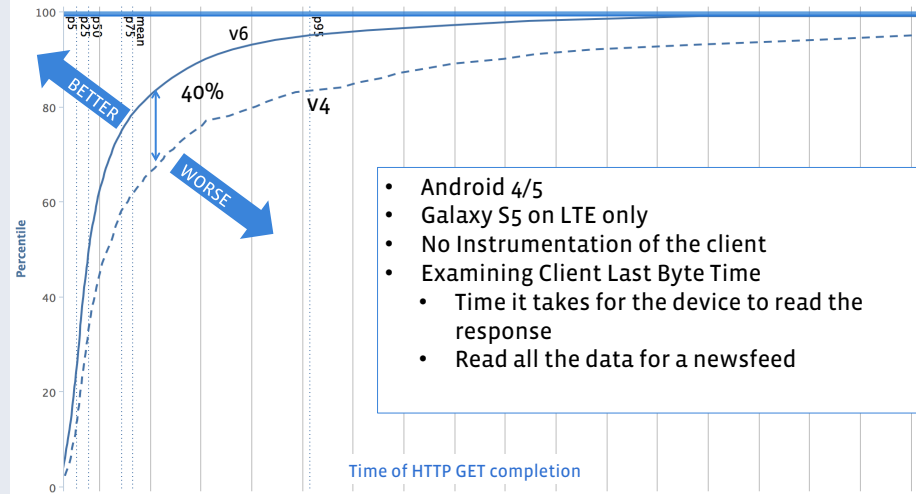 100
p5
p25
p50
p75
mean
p95
v6
BETTER
40%
v4
80
WORSE
60
Percentile
40
20
0
• Android 4/5
• Galaxy S5 on LTE only
• No Instrumentation of the client
• Examining Client Last Byte Time
• Time it takes for the device to read the
response
• Read all the data for a newsfeed
Time of HTTP GET completion